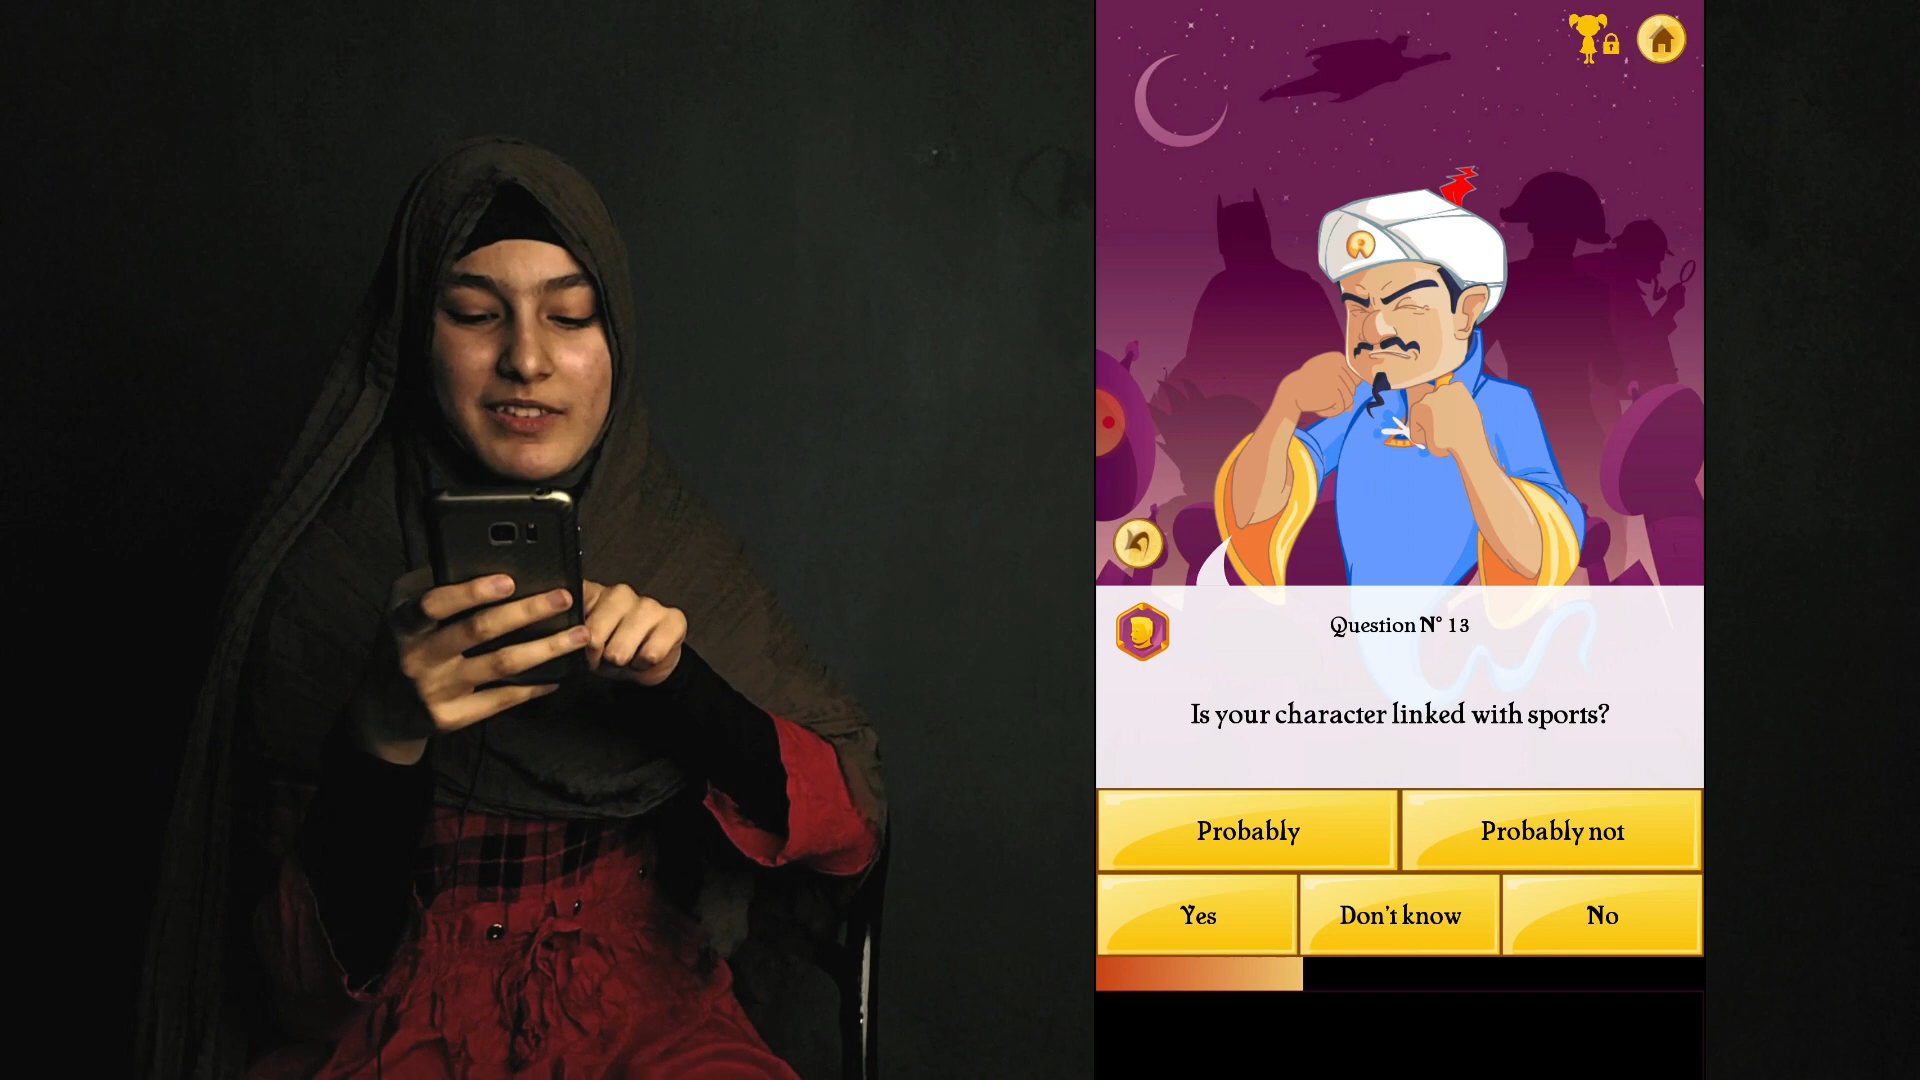 Question N° 13
Is your character linked with sports?
Probably
Probably not
Yes
Don't know
No